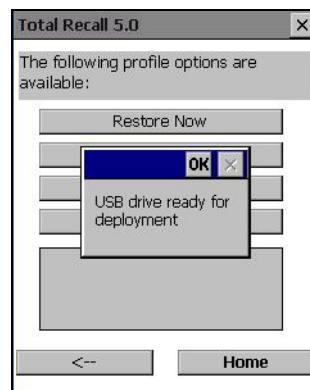 Total Recall 5.0
The following profile options are
available:
Restore Now
OK
USB drive ready for
deployment
<--
Home